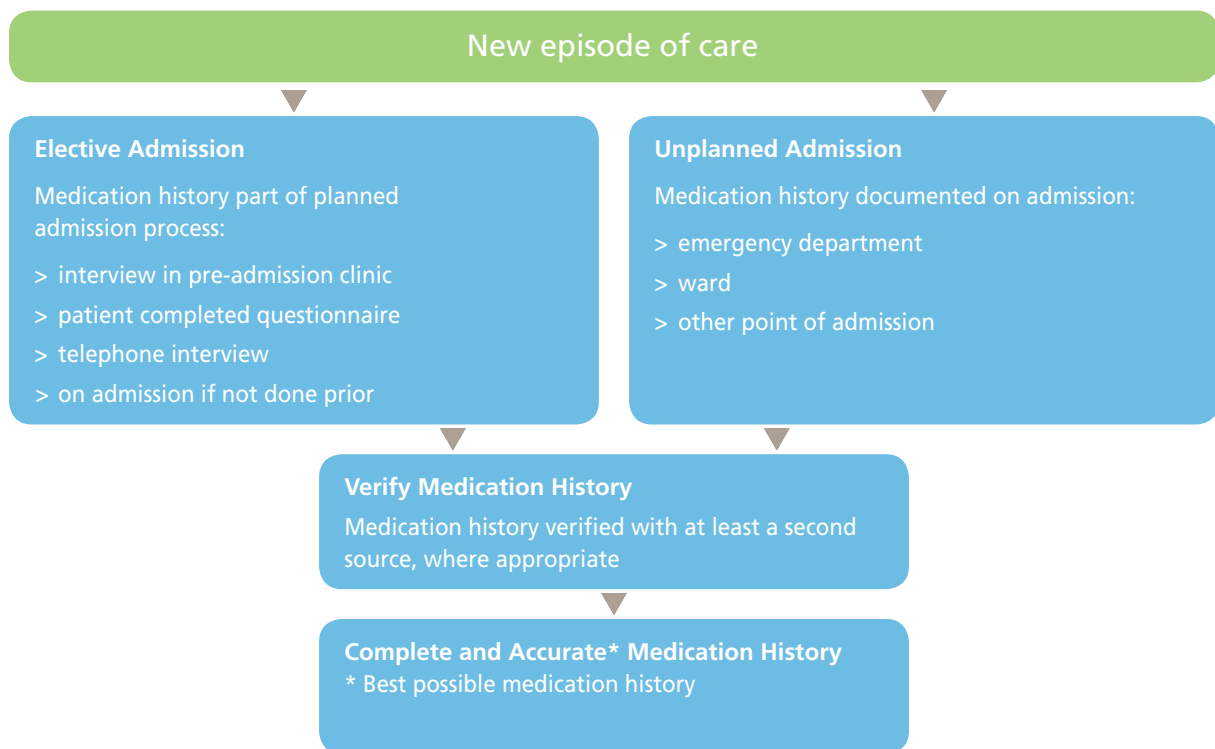 New episode of care
Elective Admission
Medication history part of planned
admission process:
> interview in pre-admission clinic
> patient completed questionnaire
> telephone interview
> on admission if not done prior
Unplanned Admission
Medication history documented on admission:
> emergency department
> ward
> other point of admission
Verify Medication History
Medication history verified with at least a second
source, where appropriate
Complete and Accurate* Medication History
* Best possible medication history